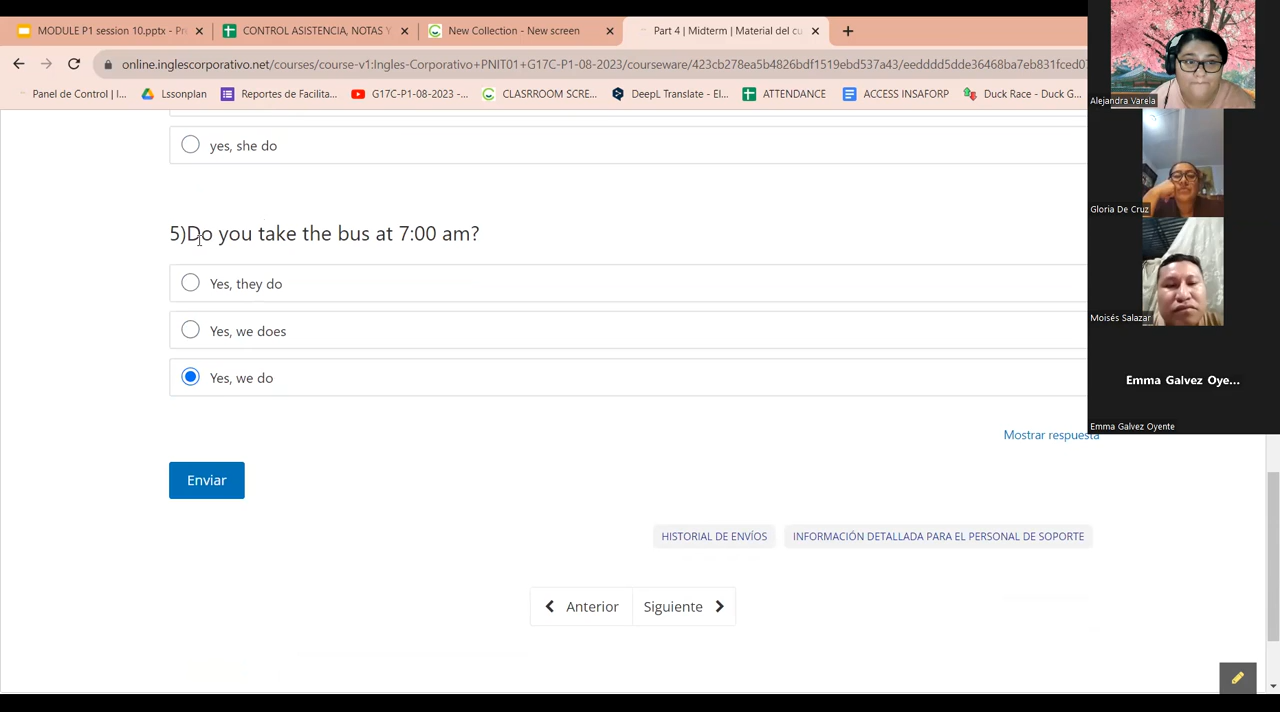 MODULE P1 session 10.pptx - Pr
CONTROL ASISTENCIA, NOTAS Y
New Collection - New screen
Part 4 | Midterm | Material del cu
online.inglescorporativo.net/courses/course-v1:Ingles-Corporativo+PNIT01+G17C-P1-08-2023/courseware/423cb278ea5b4826bdf1519ebd537a43/eedddd5dde36468ba7eb831fced07
Panel de Control | I...
Lssonplan
Reportes de Facilita...
G17C-P1-08-2023 -...
CLASRROOM SCRE...
DeepL Translate - El...
ATTENDANCE
ACCESS INSAFORP
Duck Race - Duck G...
Alejandra Varela
yes, she do
Gloria De Cruz
5)Do you take the bus at 7:00 am?
Yes, they do
Moisés Salazar
Yes, we does
Yes, we do
Emma Galvez Oye...
Emma Galvez Oyente
Mostrar respuesta
Enviar
HISTORIAL DE ENVÍOS
INFORMACIÓN DETALLADA PARA EL PERSONAL DE SOPORTE
Anterior
Siguiente